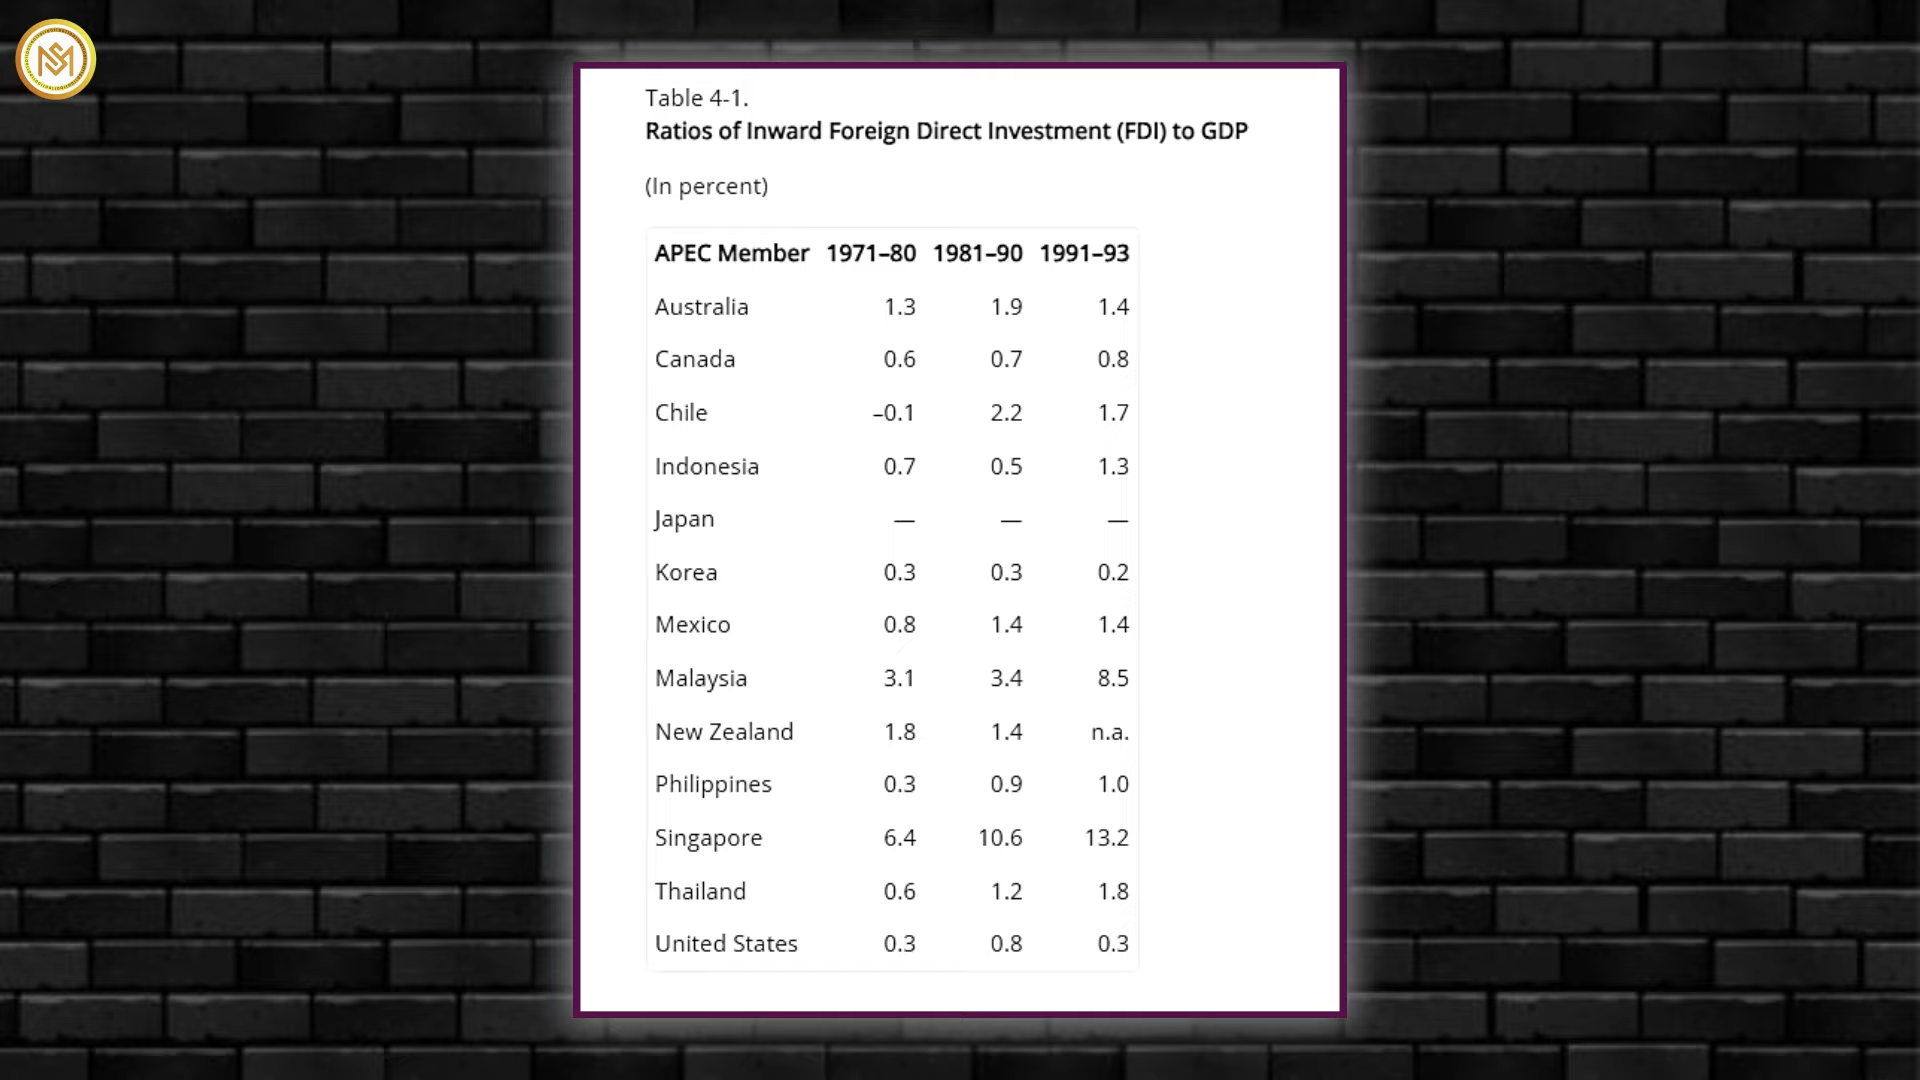 Table 4-1.
Ratios of Inward Foreign Direct Investment (FDI) to GDP
(In percent)
APEC Member 1971–80 1981–90 1991–93
Australia 1.3 1.9 1.4
Canada 0.6 0.7 0.8
Chile –0.1 2.2 1.7
Indonesia 0.7 0.5 1.3
Japan — — —
Korea 0.3 0.3 0.2
Mexico 0.8 1.4 1.4
Malaysia 3.1 3.4 8.5
New Zealand 1.8 1.4 n.a.
Philippines 0.3 0.9 1.0
Singapore 6.4 10.6 13.2
Thailand 0.6 1.2 1.8
United States 0.3 0.8 0.3